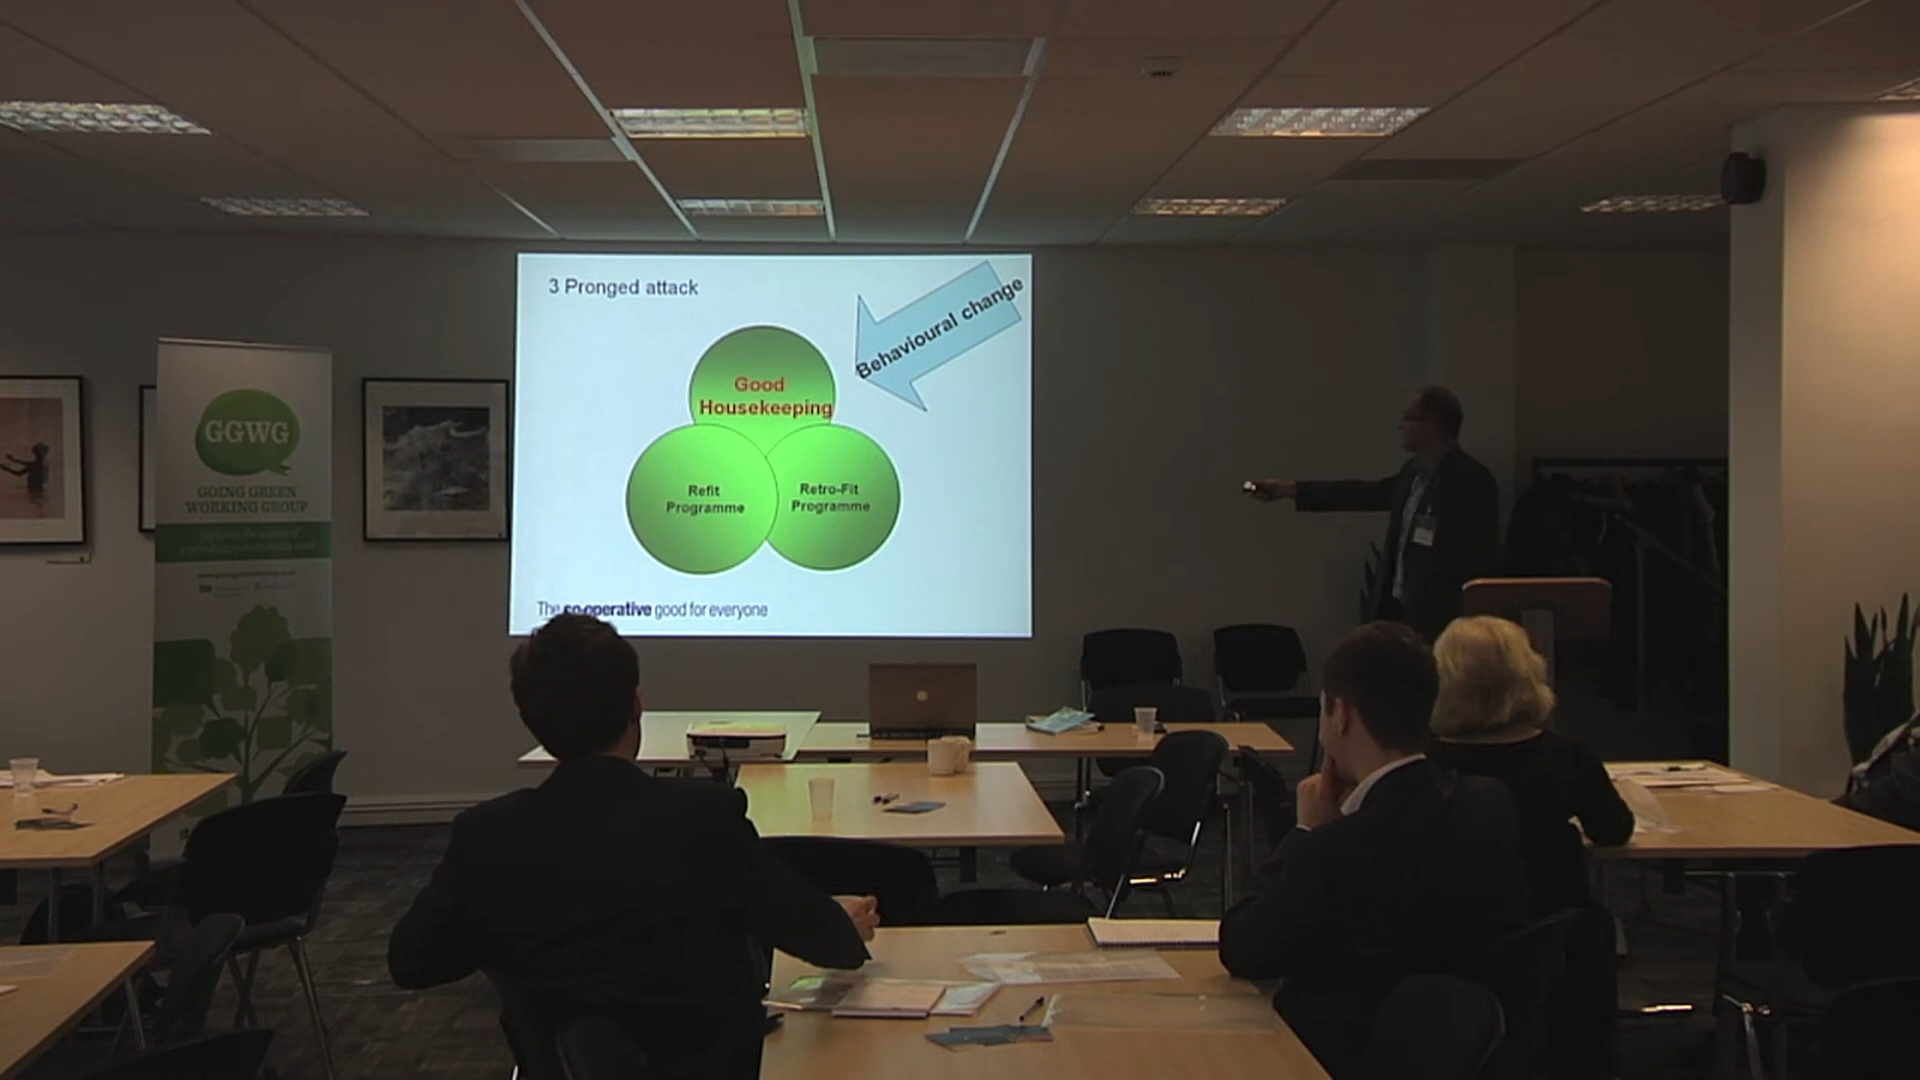 3 Pronged attack
Behavioural change
Good
Housekeeping
Refit
Programme
Retro-Fit
Programme
The co-operative good for everyone
GGWG
GOING GREEN
WORKING GROUP